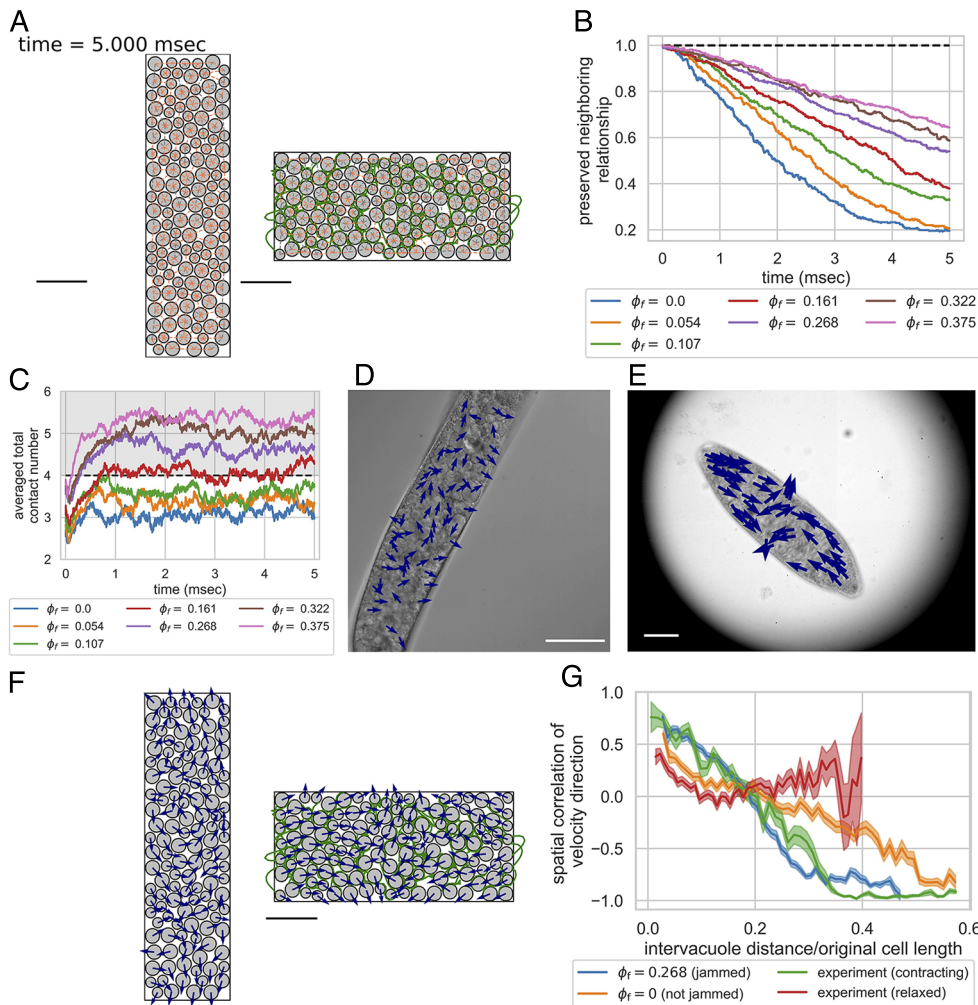 A
time = 5.000 msec
B
preserved neighboring
relationship
1.0
0.8
0.6
0.4
0.2
0
1
2
3
4
5
time (msec)
ϕf = 0.0
ϕf = 0.161
ϕf = 0.322
ϕf = 0.054
ϕf = 0.268
ϕf = 0.375
ϕf = 0.107
C
averaged total
contact number
6
5
4
3
2
0
1
2
3
4
5
time (msec)
ϕf = 0.0
ϕf = 0.161
ϕf = 0.322
ϕf = 0.054
ϕf = 0.268
ϕf = 0.375
ϕf = 0.107
D
E
F
G
spatial correlation of
velocity direction
1.0
0.5
0.0
−0.5
−1.0
0.0
0.2
0.4
0.6
intervacuole distance/original cell length
ϕf = 0.268 (jammed)
experiment (contracting)
ϕf = 0 (not jammed)
experiment (relaxed)